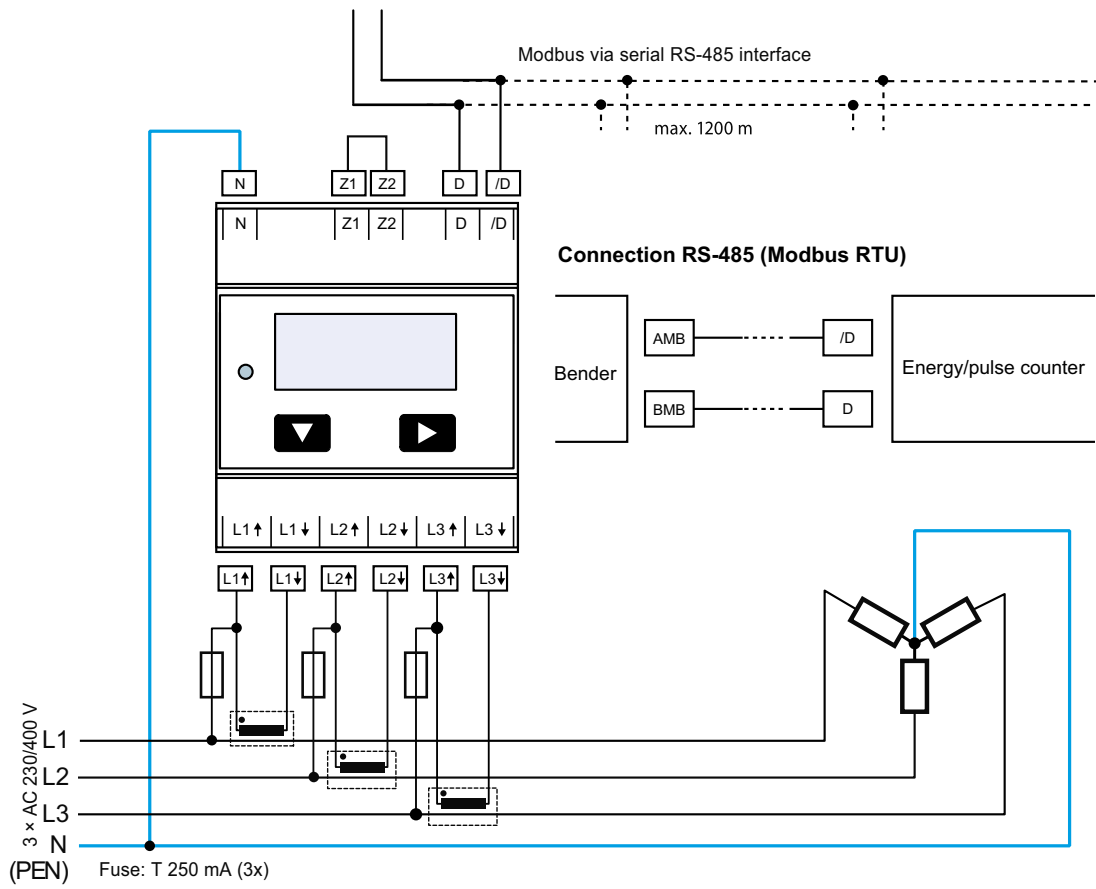 Modbus via serial RS-485 interface
max. 1200 m
N Z1 Z2 D /D
N Z1 Z2 D /D
Connection RS-485 (Modbus RTU)
AMB /D
Bender Energy/pulse counter
BMB D
L1↑ L1↓ L2↑ L2↓ L3↑ L3↓
L1↑ L1↓ L2↑ L2↓ L3↑ L3↓
3 × AC 230/400 V
L1
L2
L3
N
(PEN) Fuse: T 250 mA (3x)